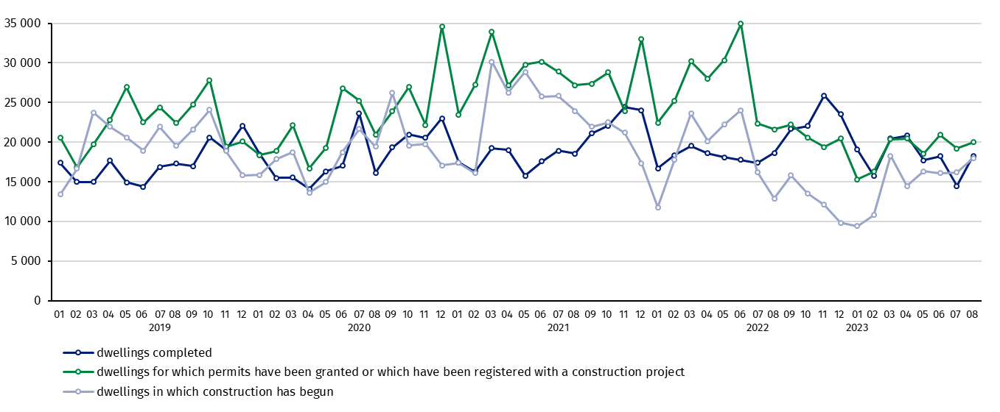 35 000
30 000
25 000
20 000
15 000
10 000
5 000
0
01 02 03 04 05 06 07 08 09 10 11 12 01 02 03 04 05 06 07 08 09 10 11 12 01 02 03 04 05 06 07 08 09 10 11 12 01 02 03 04 05 06 07 08 09 10 11 12 01 02 03 04 05 06 07 08
2019 2020 2021 2022 2023
dwellings completed
dwellings for which permits have been granted or which have been registered with a construction project
dwellings in which construction has begun